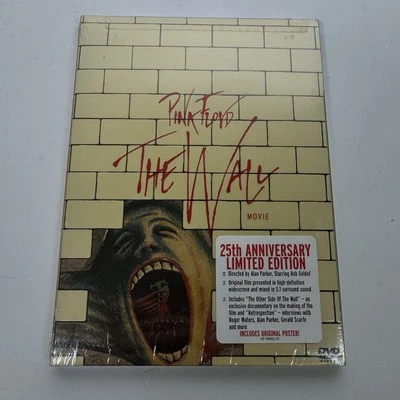 PINK FLOYD
THE WALL
MOVIE
25th ANNIVERSARY
LIMITED EDITION
Directed by Alan Parker, Starring Bob Geldof
Original film presented in high-definition
widescreen and mixed in 5.1 surround sound
Includes "The Other Side Of The Wall" – an
exclusive documentary on the making of the
film and "Retrospective" – interviews with
Roger Waters, Alan Parker, Gerald Scarfe
and more
INCLUDES ORIGINAL POSTER!
DVD